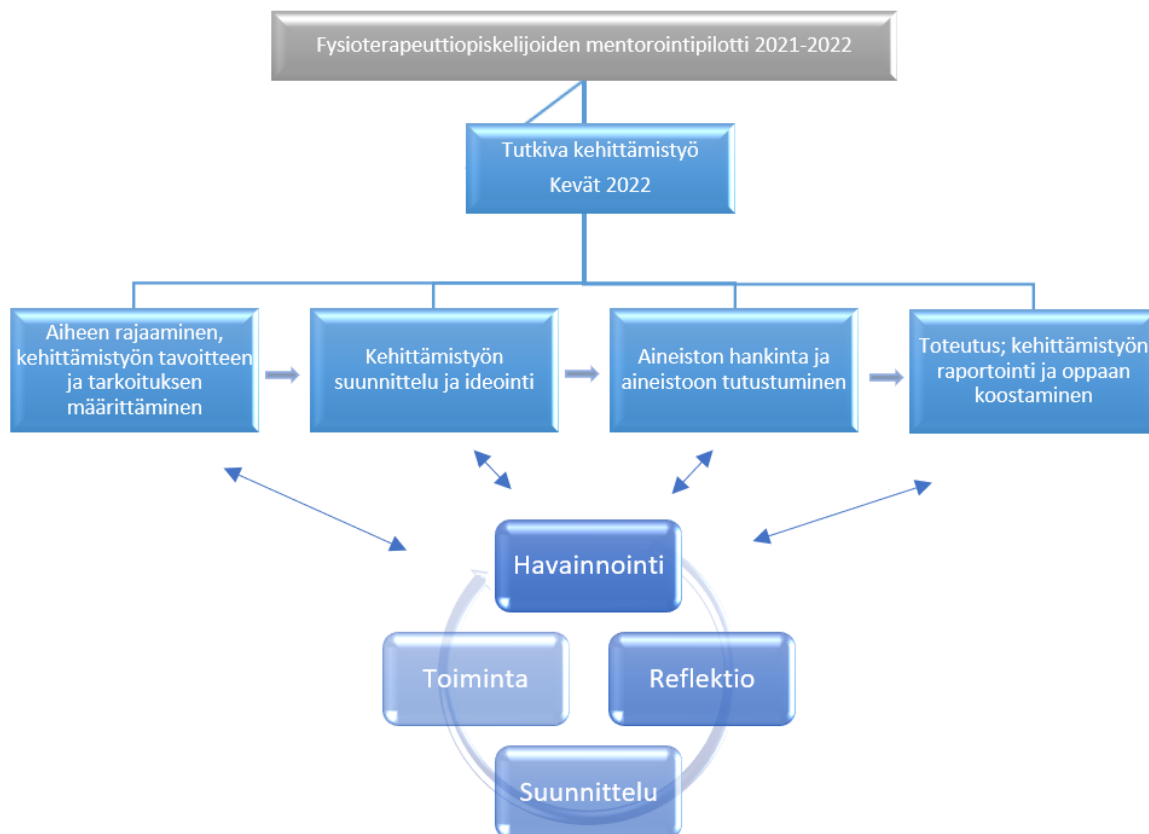 Fysioterapeuttiopiskelijoiden mentorointipilotti 2021-2022
Tutkiva kehittämistyö
Kevät 2022
Aiheen rajaaminen,
kehittämistyön tavoitteen
ja tarkoituksen
määrittäminen
Kehittämistyön
suunnittelu ja ideointi
Aineiston hankinta ja
aineistoon tutustuminen
Toteutus; kehittämistyön
raportointi ja oppaan
koostaminen
Havainnointi
Toiminta
Reflektio
Suunnittelu